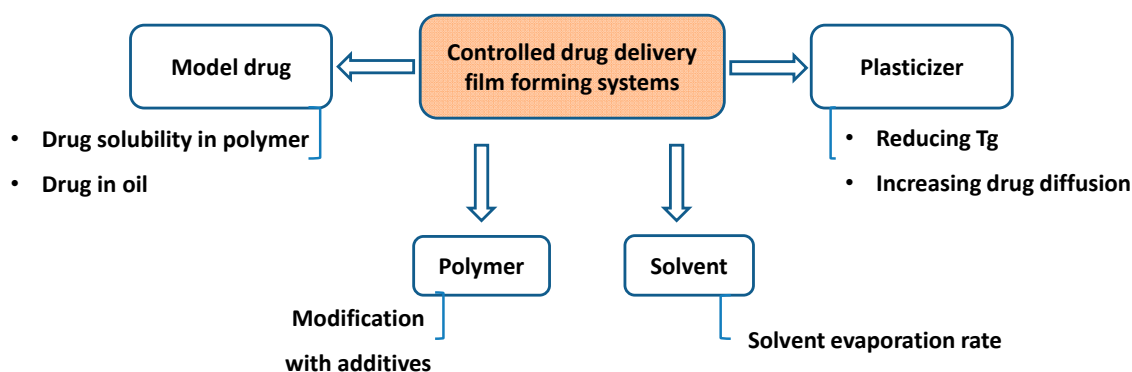 Controlled drug delivery
film forming systems
Model drug
• Drug solubility in polymer
• Drug in oil
Plasticizer
• Reducing Tg
• Increasing drug diffusion
Polymer
Modification
with additives
Solvent
Solvent evaporation rate